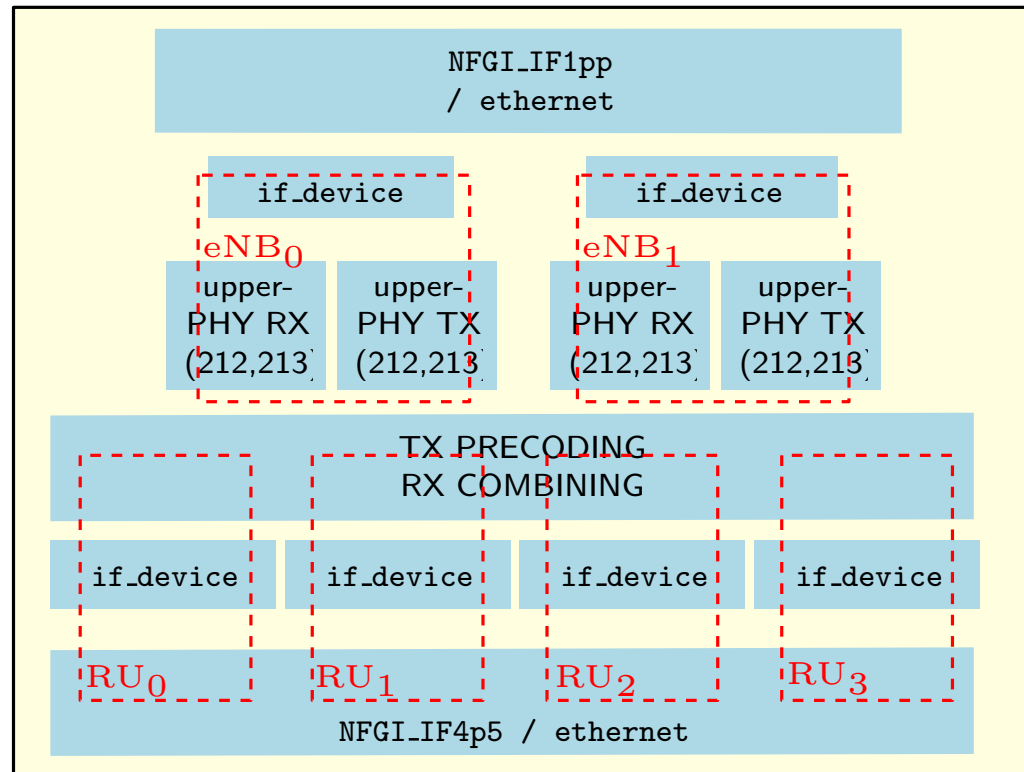 NFGI_IF1pp
/ ethernet
if_device
if_device
eNB0
eNB1
upper-
PHY RX
(212,213)
upper-
PHY TX
(212,213)
upper-
PHY RX
(212,213)
upper-
PHY TX
(212,213)
TX PRECODING
RX COMBINING
if_device
if_device
if_device
if_device
RU0
RU1
RU2
RU3
NFGI_IF4p5 / ethernet